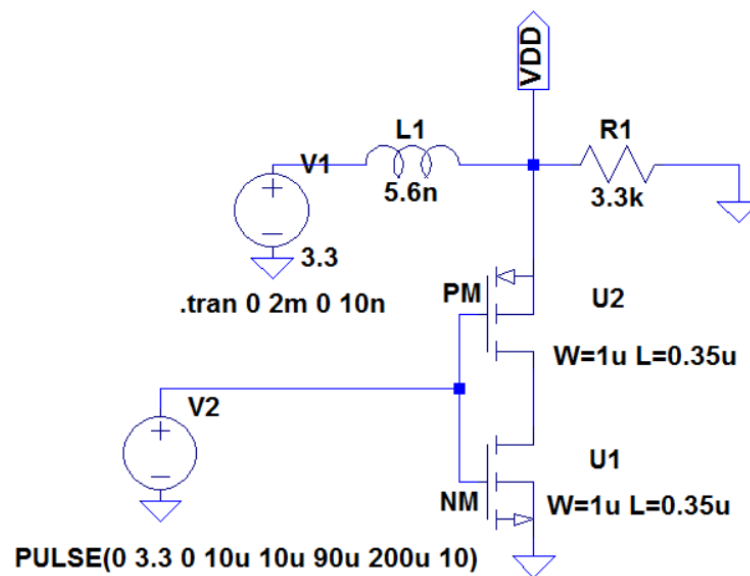 VDD
L1
R1
V1
5.6n
3.3k
3.3
.tran 0 2m 0 10n
PM
U2
W=1u L=0.35u
V2
U1
NM
W=1u L=0.35u
PULSE(0 3.3 0 10u 10u 90u 200u 10)